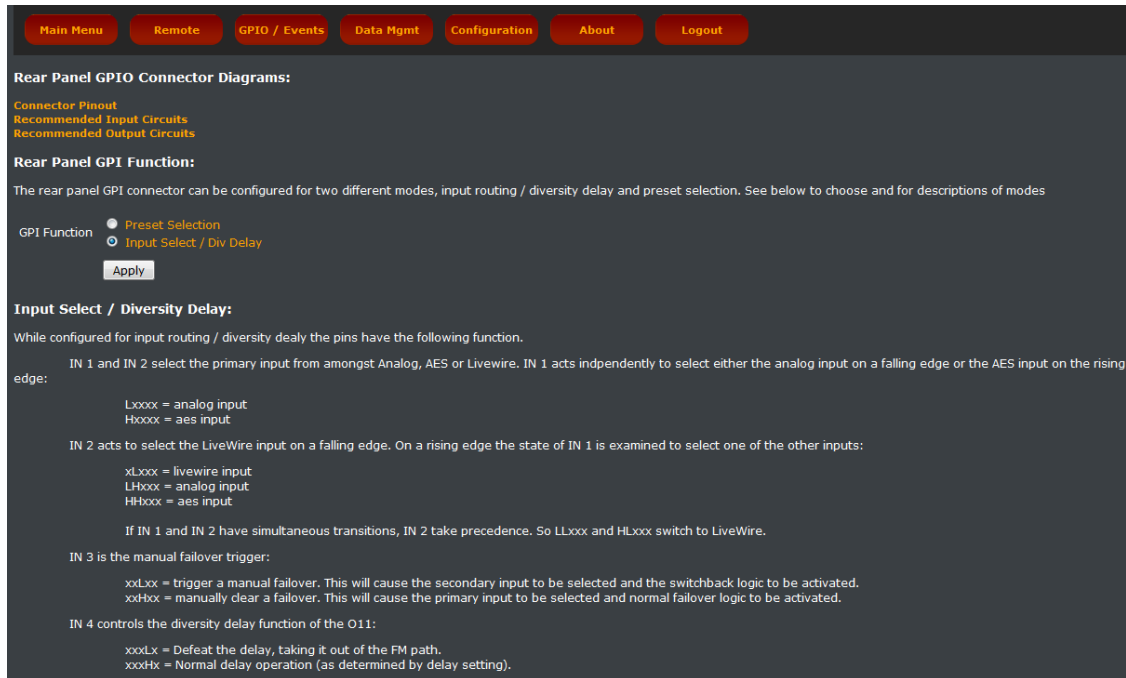 Main Menu Remote GPIO / Events Data Mgmt Configuration About Logout
Rear Panel GPIO Connector Diagrams:
Connector Pinout
Recommended Input Circuits
Recommended Output Circuits
Rear Panel GPI Function:
The rear panel GPI connector can be configured for two different modes, input routing / diversity delay and preset selection. See below to choose and for descriptions of modes
GPI Function
Preset Selection
Input Select / Div Delay
Apply
Input Select / Diversity Delay:
While configured for input routing / diversity dealy the pins have the following function.
IN 1 and IN 2 select the primary input from amongst Analog, AES or Livewire. IN 1 acts indpendently to select either the analog input on a falling edge or the AES input on the rising
edge:
Lxxxx = analog input
Hxxxx = aes input
IN 2 acts to select the LiveWire input on a falling edge. On a rising edge the state of IN 1 is examined to select one of the other inputs:
xLxxx = livewire input
LHxxx = analog input
HHxxx = aes input
If IN 1 and IN 2 have simultaneous transitions, IN 2 take precedence. So LLxxx and HLxxx switch to LiveWire.
IN 3 is the manual failover trigger:
xxLxx = trigger a manual failover. This will cause the secondary input to be selected and the switchback logic to be activated.
xxHxx = manually clear a failover. This will cause the primary input to be selected and normal failover logic to be activated.
IN 4 controls the diversity delay function of the O11:
xxxLx = Defeat the delay, taking it out of the FM path.
xxxHx = Normal delay operation (as determined by delay setting).